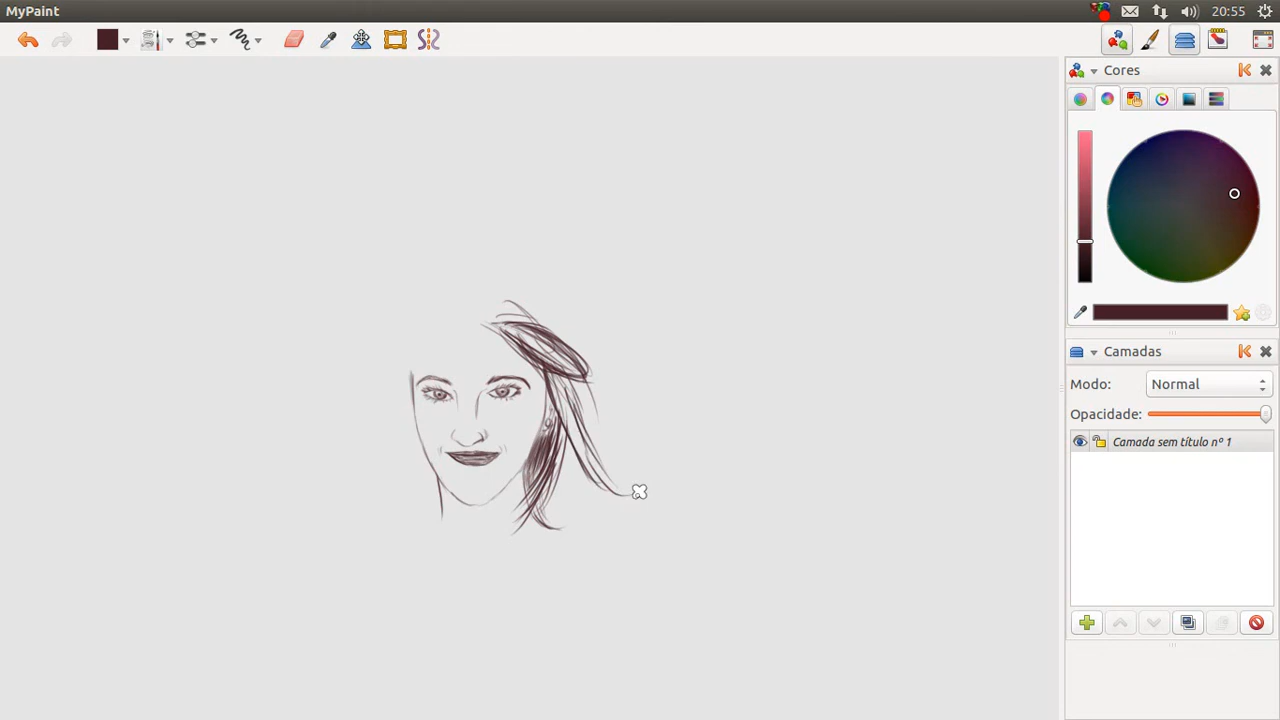 MyPaint
20:55
Cores
Camadas
Modo:
Normal
Opacidade:
Camada sem título nº 1